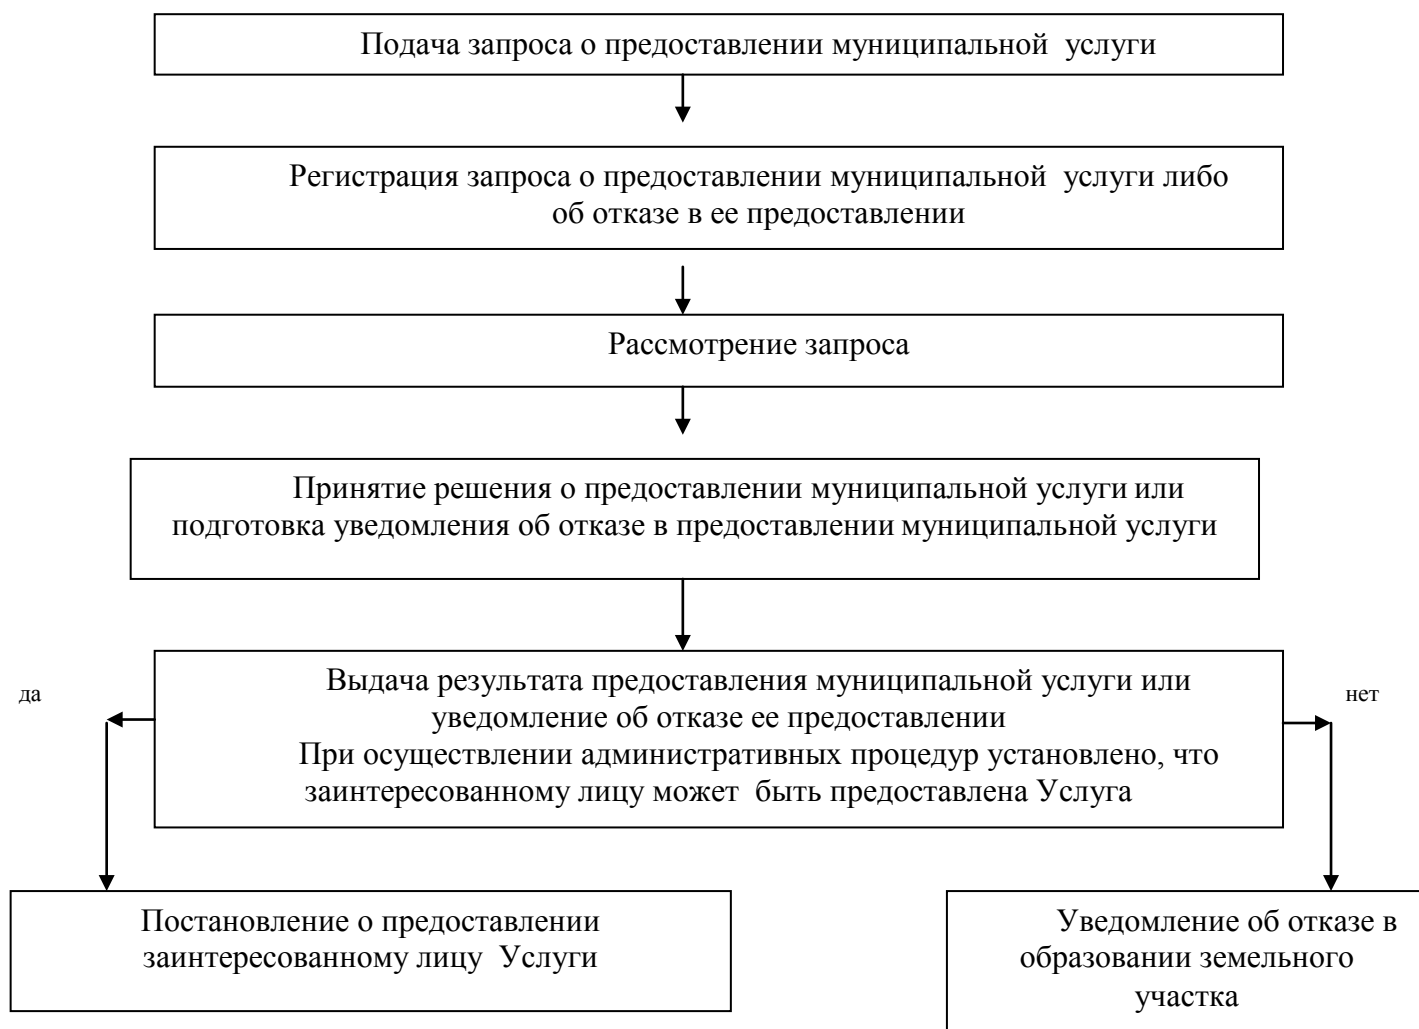 Подача запроса о предоставлении муниципальной услуги
Регистрация запроса о предоставлении муниципальной услуги либо
об отказе в ее предоставлении
Рассмотрение запроса
Принятие решения о предоставлении муниципальной услуги или
подготовка уведомления об отказе в предоставлении муниципальной услуги
да
Выдача результата предоставления муниципальной услуги или
уведомление об отказе ее предоставлении
При осуществлении административных процедур установлено, что
заинтересованному лицу может быть предоставлена Услуга
нет
Постановление о предоставлении
заинтересованному лицу Услуги
Уведомление об отказе в
образовании земельного
участка